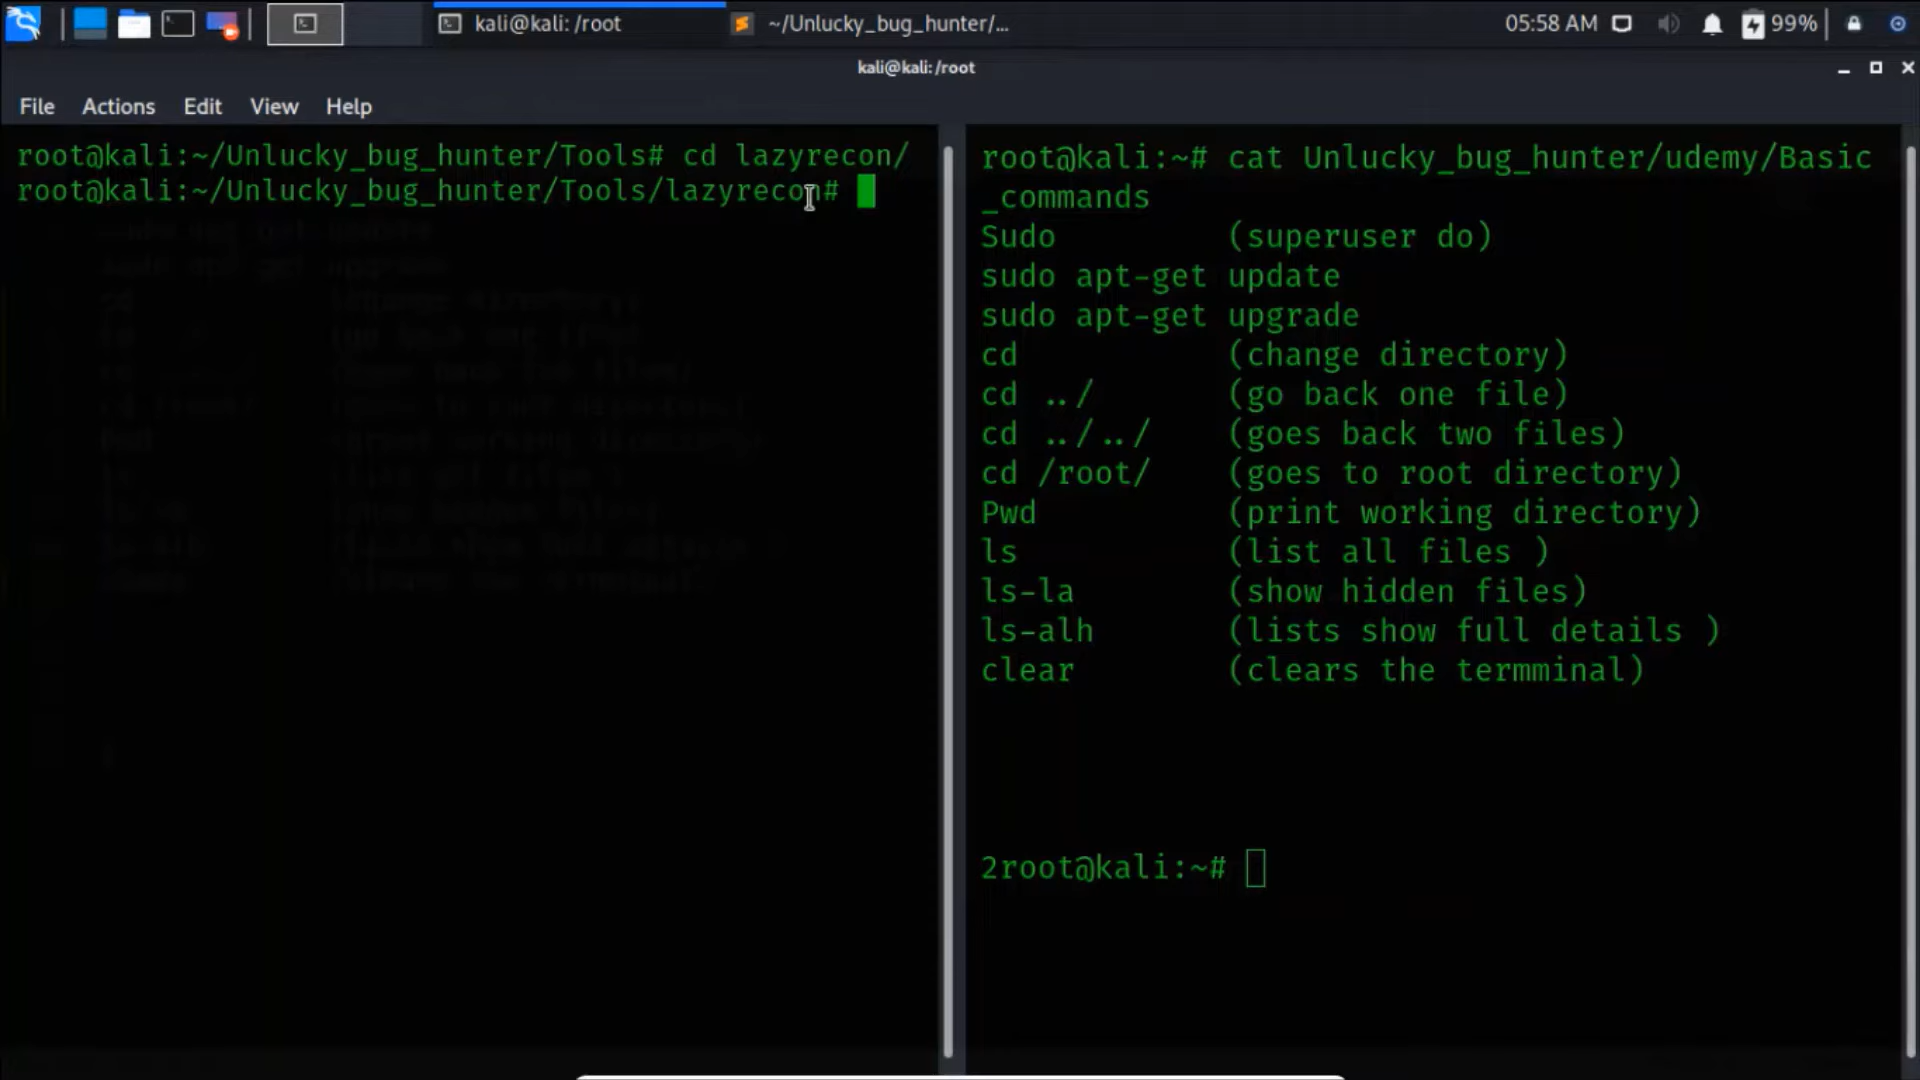 kali@kali: /root
~/Unlucky_bug_hunter/...
05:58 AM
99%
kali@kali:/root
File Actions Edit View Help
root@kali:~/Unlucky_bug_hunter/Tools# cd lazyrecon/
root@kali:~/Unlucky_bug_hunter/Tools/lazyrecon#
root@kali:~# cat Unlucky_bug_hunter/udemy/Basic
_commands
Sudo (superuser do)
sudo apt-get update
sudo apt-get upgrade
cd (change directory)
cd ../ (go back one file)
cd ../../ (goes back two files)
cd /root/ (goes to root directory)
Pwd (print working directory)
ls (list all files )
ls-la (show hidden files)
ls-alh (lists show full details )
clear (clears the termminal)
2root@kali:~#